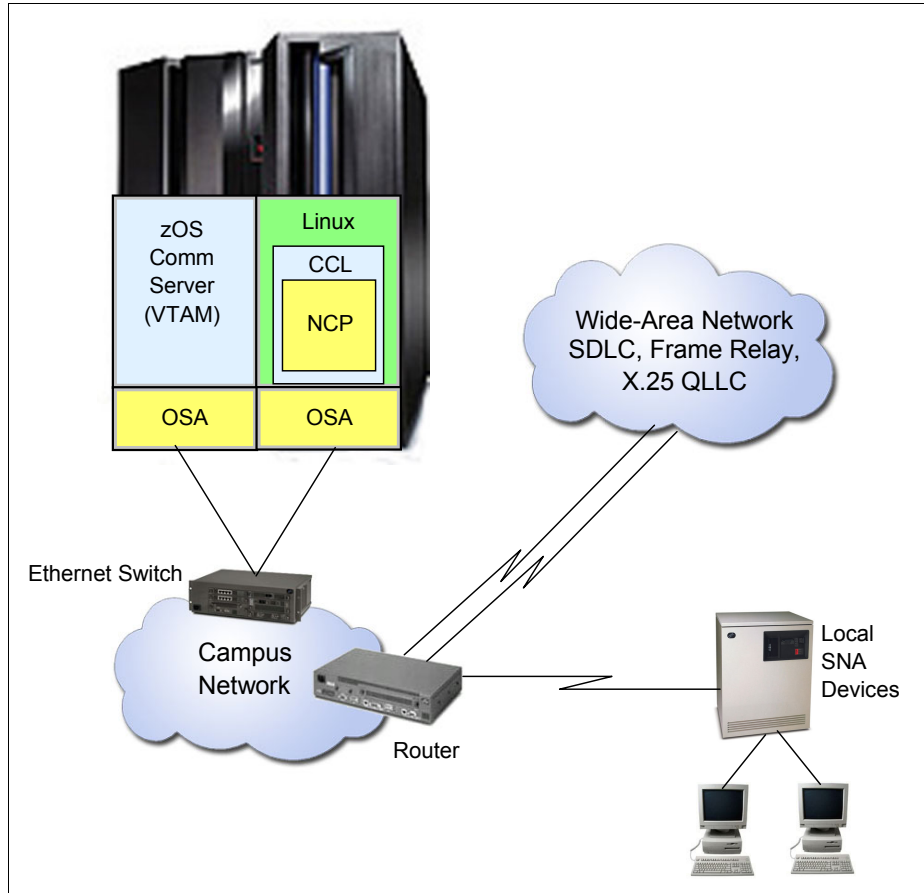 zOS
Comm
Server
(VTAM)
Linux
CCL
NCP
OSA
OSA
Wide-Area Network
SDLC, Frame Relay,
X.25 QLLC
Ethernet Switch
Campus
Network
Router
Local
SNA
Devices